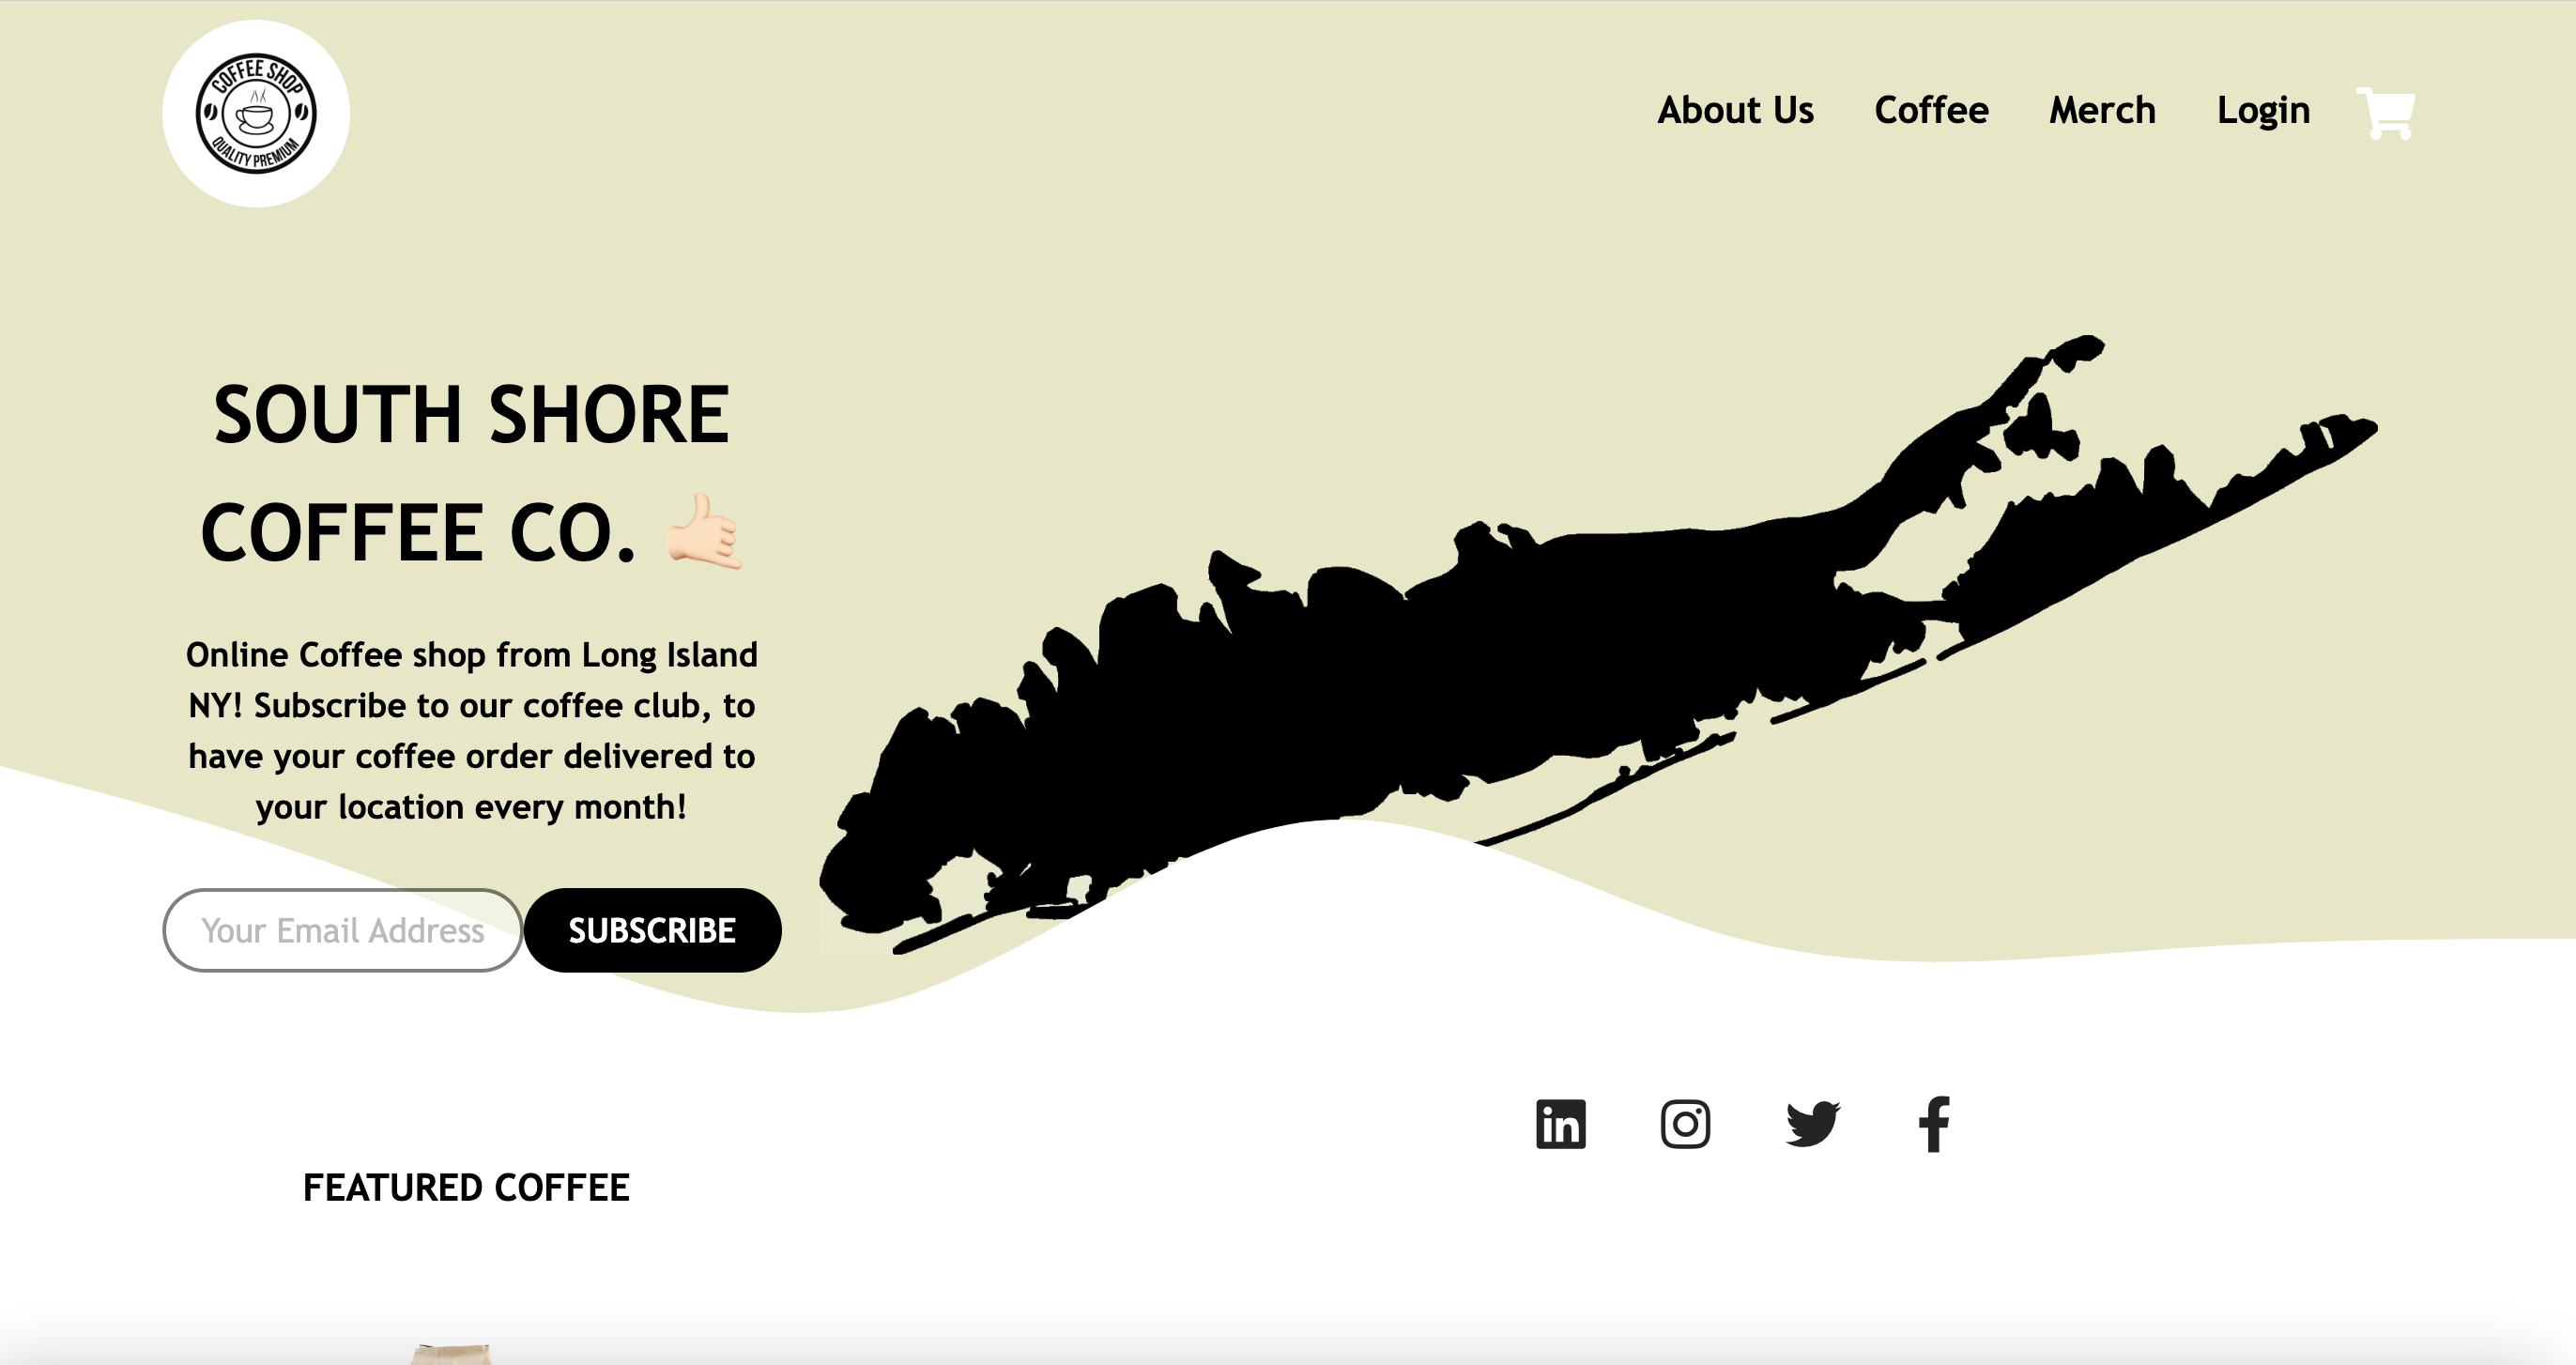 COFFEE SHOP
QUALITY PREMIUM
About Us Coffee Merch Login
SOUTH SHORE
COFFEE CO. 🤙🏻
Online Coffee shop from Long Island
NY! Subscribe to our coffee club, to
have your coffee order delivered to
your location every month!
Your Email Address SUBSCRIBE
in
FEATURED COFFEE